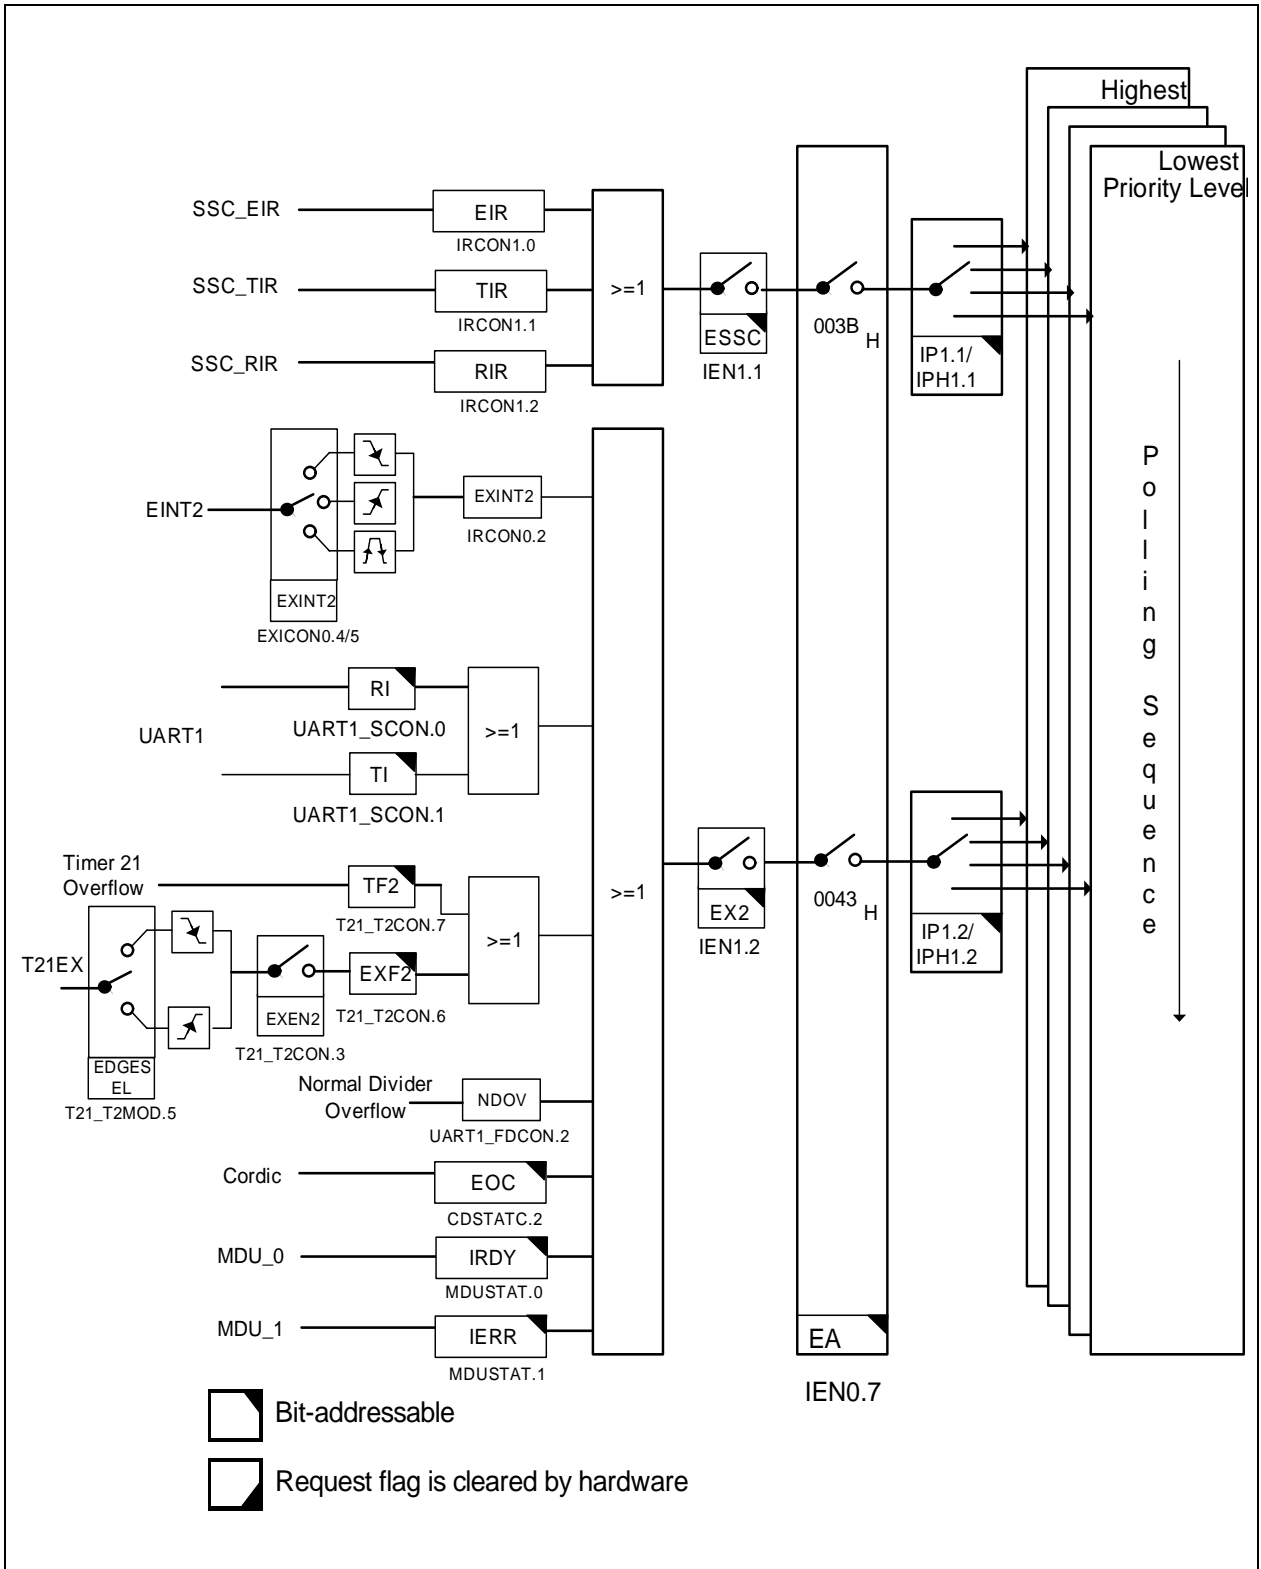 Highest
Lowest
Priority Level
SSC_EIR
EIR
IRCON1.0
SSC_TIR
TIR
IRCON1.1
SSC_RIR
RIR
IRCON1.2
>=1
ESSC
IEN1.1
003B H
IP1.1/
IPH1.1
EINT2
EXINT2
IRCON0.2
EXINT2
EXICON0.4/5
UART1
RI
UART1_SCON.0
TI
UART1_SCON.1
>=1
Timer 21
Overflow
TF2
T21_T2CON.7
T21EX
EDGES
EL
T21_T2MOD.5
EXEN2
T21_T2CON.3
EXF2
T21_T2CON.6
>=1
Normal Divider
Overflow
NDOV
UART1_FDCON.2
Cordic
EOC
CDSTATC.2
MDU_0
IRDY
MDUSTAT.0
MDU_1
IERR
MDUSTAT.1
>=1
EX2
IEN1.2
0043 H
IP1.2/
IPH1.2
EA
IEN0.7
Polling Sequence
Bit-addressable
Request flag is cleared by hardware